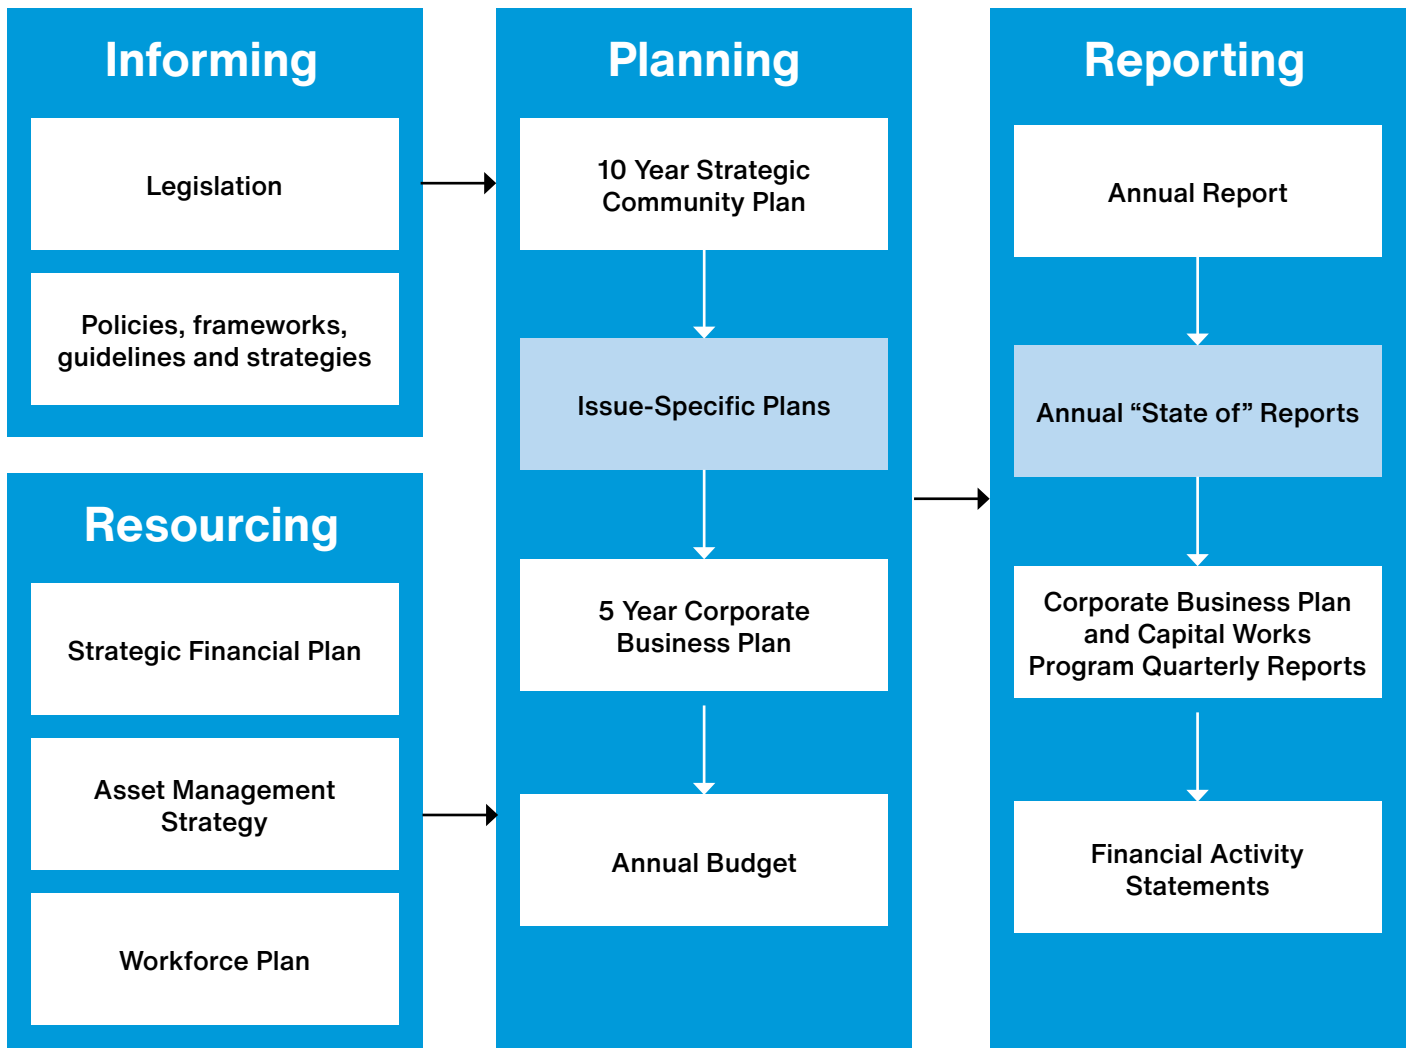 Informing
Legislation
Policies, frameworks,
guidelines and strategies
Resourcing
Strategic Financial Plan
Asset Management
Strategy
Workforce Plan
Planning
10 Year Strategic
Community Plan
Issue-Specific Plans
5 Year Corporate
Business Plan
Annual Budget
Reporting
Annual Report
Annual “State of” Reports
Corporate Business Plan
and Capital Works
Program Quarterly Reports
Financial Activity
Statements